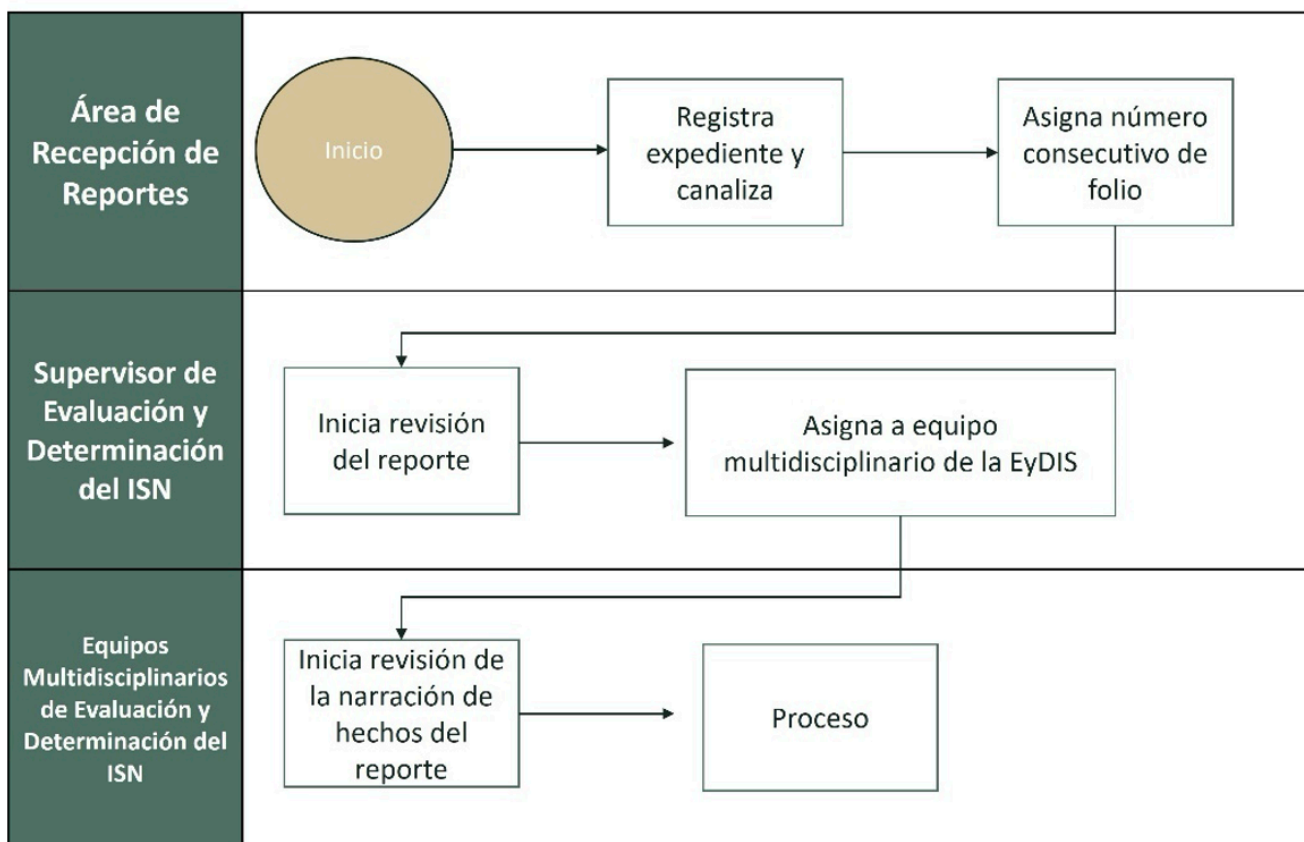 Área de
Recepción de
Reportes
Inicio
Registra
expediente y
canaliza
Asigna número
consecutivo de
folio
Supervisor de
Evaluación y
Determinación
del ISN
Inicia revisión
del reporte
Asigna a equipo
multidisciplinario de la EyDIS
Equipos
Multidisciplinarios
de Evaluación y
Determinación del
ISN
Inicia revisión de
la narración de
hechos del
reporte
Proceso